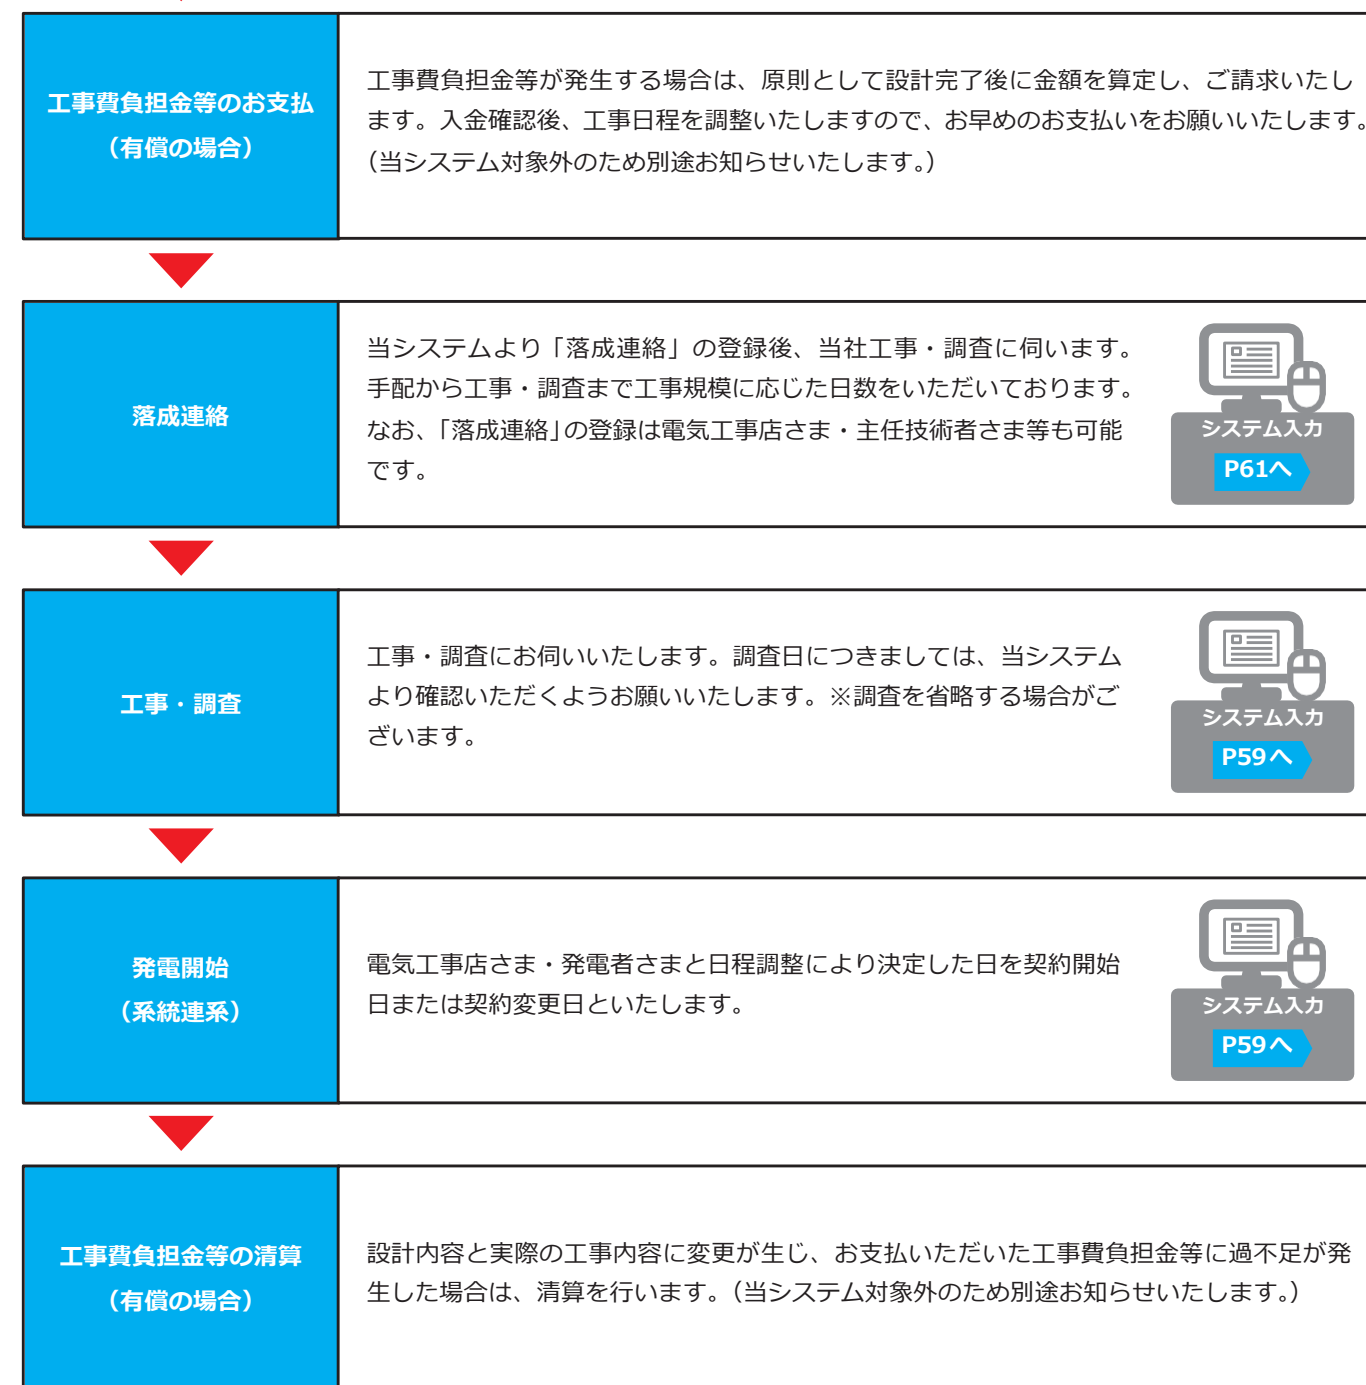 工事費負担金等のお支払
（有償の場合）
工事費負担金等が発生する場合は、原則として設計完了後に金額を算定し、ご請求いたし
ます。入金確認後、工事日程を調整いたしますので、お早めのお支払いをお願いいたします。
（当システム対象外のため別途お知らせいたします。）
落成連絡
当システムより「落成連絡」の登録後、当社工事・調査に伺います。
手配から工事・調査まで工事規模に応じた日数をいただいております。
なお、「落成連絡」の登録は電気工事店さま・主任技術者さま等も可能
です。
システム入力
P61へ
工事・調査
工事・調査にお伺いいたします。調査日につきましては、当システム
より確認いただくようお願いいたします。※調査を省略する場合がご
ざいます。
システム入力
P59へ
発電開始
（系統連系）
電気工事店さま・発電者さまと日程調整により決定した日を契約開始
日または契約変更日といたします。
システム入力
P59へ
工事費負担金等の清算
（有償の場合）
設計内容と実際の工事内容に変更が生じ、お支払いただいた工事費負担金等に過不足が発
生した場合は、清算を行います。（当システム対象外のため別途お知らせいたします。）